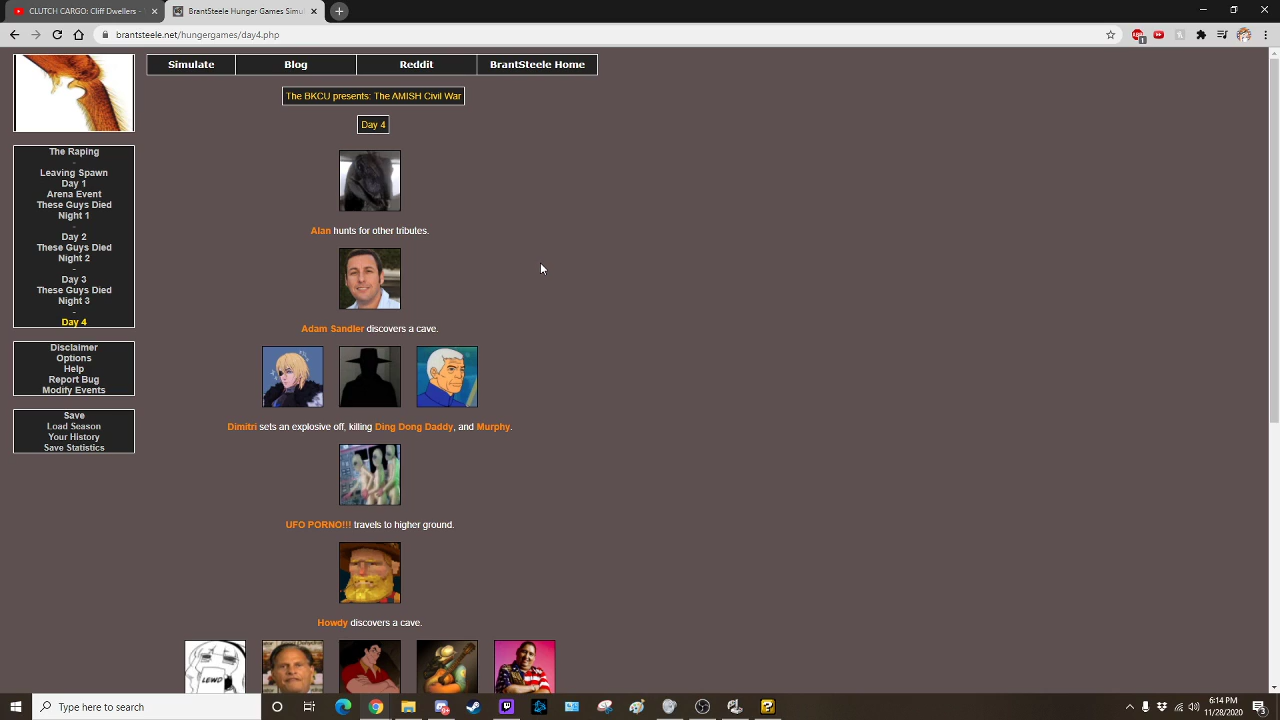 CLUTCH CARGO: Cliff Dwellers -
BrantSteele Hunger Games Simu
brantsteele.net/hungergames/day4.php
1
Simulate
Blog
Reddit
BrantSteele Home
The BKCU presents: The AMISH Civil War
Day 4
The Raping
-
Leaving Spawn
Day 1
Arena Event
These Guys Died
Night 1
-
Day 2
These Guys Died
Night 2
-
Day 3
These Guys Died
Night 3
-
Day 4
Disclaimer
Options
Help
Report Bug
Modify Events
Save
Load Season
Your History
Save Statistics
Alan hunts for other tributes.
Adam Sandler discovers a cave.
Dimitri sets an explosive off, killing Ding Dong Daddy, and Murphy.
UFO PORNO!!! travels to higher ground.
Howdy discovers a cave.
LEWD
Type here to search
6:14 PM
11/28/2020